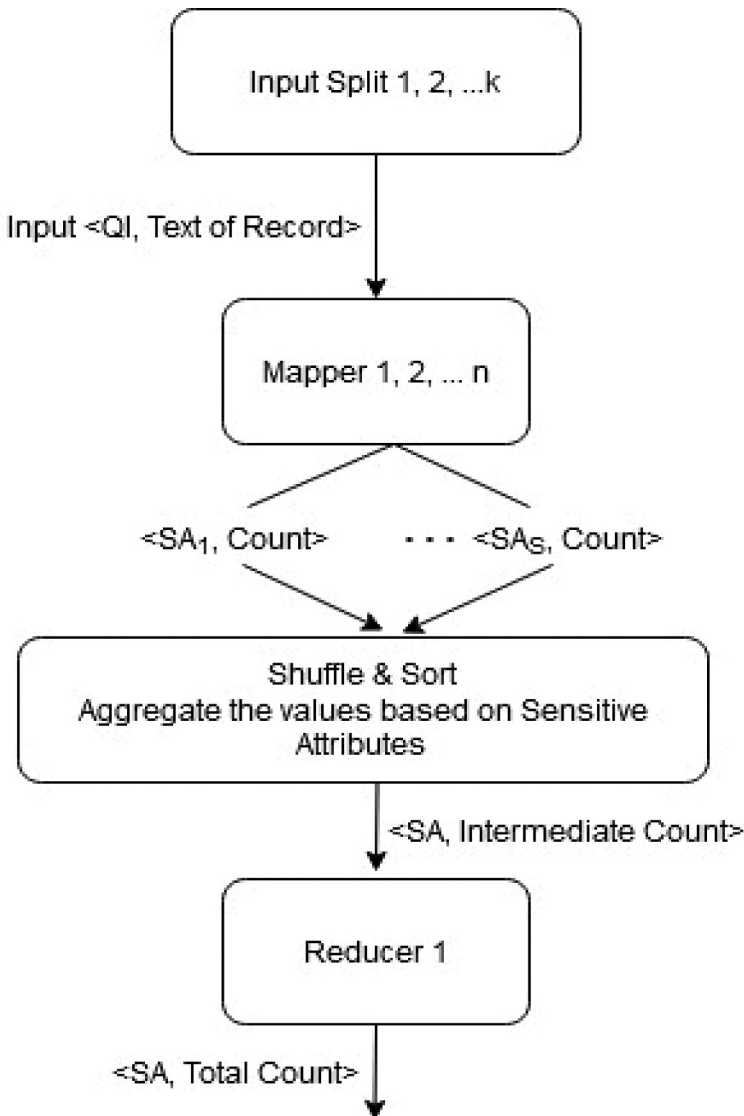 Input Split 1, 2, ...k
Input <QI, Text of Record>
Mapper 1, 2, ... n
<SA₁, Count> ... <SAₛ, Count>
Shuffle & Sort
Aggregate the values based on Sensitive
Attributes
<SA, Intermediate Count>
Reducer 1
<SA, Total Count>